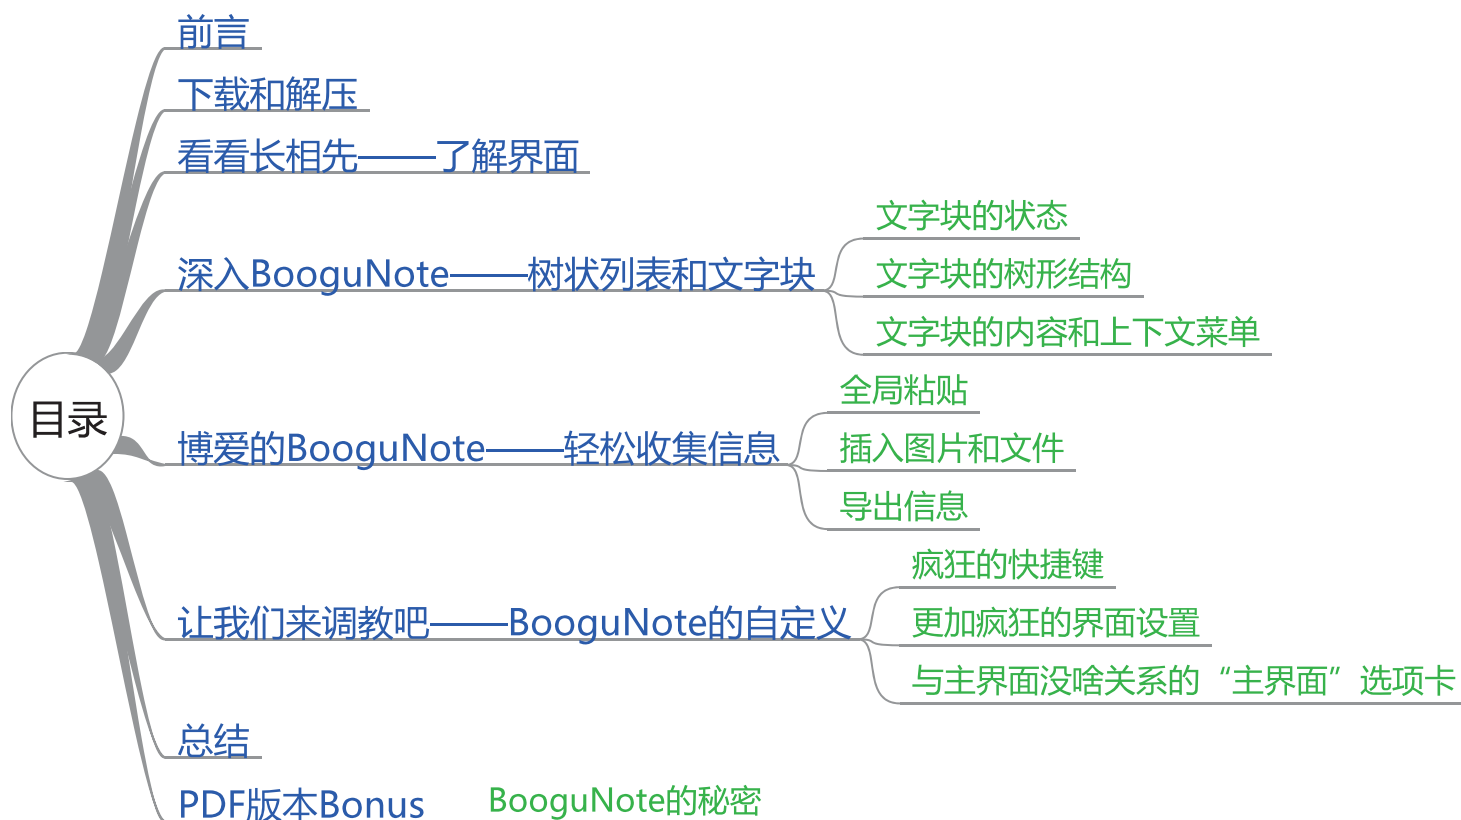 目录
前言
下载和解压
看看长相先——了解界面
深入BooguNote——树状列表和文字块
文字块的状态
文字块的树形结构
文字块的内容和上下文菜单
博爱的BooguNote——轻松收集信息
全局粘贴
插入图片和文件
导出信息
让我们来调教吧——BooguNote的自定义
疯狂的快捷键
更加疯狂的界面设置
与主界面没啥关系的“主界面”选项卡
总结
PDF版本Bonus
BooguNote的秘密